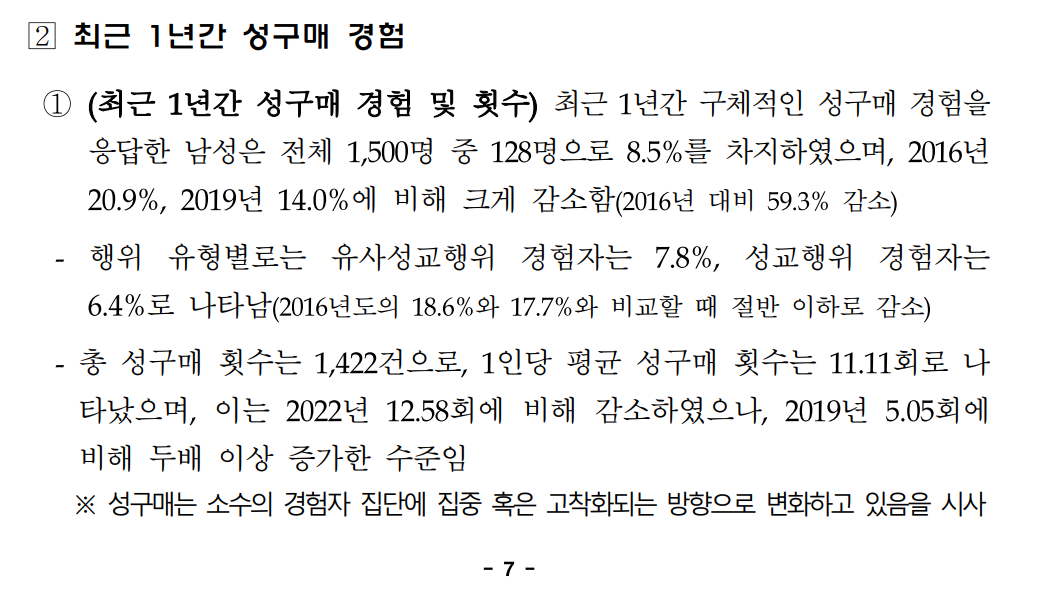 2 최근 1년간 성구매 경험
① (최근 1년간 성구매 경험 및 횟수) 최근 1년간 구체적인 성구매 경험을
응답한 남성은 전체 1,500명 중 128명으로 8.5%를 차지하였으며, 2016년
20.9%, 2019년 14.0%에 비해 크게 감소함(2016년 대비 59.3% 감소)
- 행위 유형별로는 유사성교행위 경험자는 7.8%, 성교행위 경험자는
6.4%로 나타남(2016년도의 18.6%와 17.7%와 비교할 때 절반 이하로 감소)
- 총 성구매 횟수는 1,422건으로, 1인당 평균 성구매 횟수는 11.11회로 나
타났으며, 이는 2022년 12.58회에 비해 감소하였으나, 2019년 5.05회에
비해 두배 이상 증가한 수준임
※ 성구매는 소수의 경험자 집단에 집중 혹은 고착화되는 방향으로 변화하고 있음을 시사
- 7 -